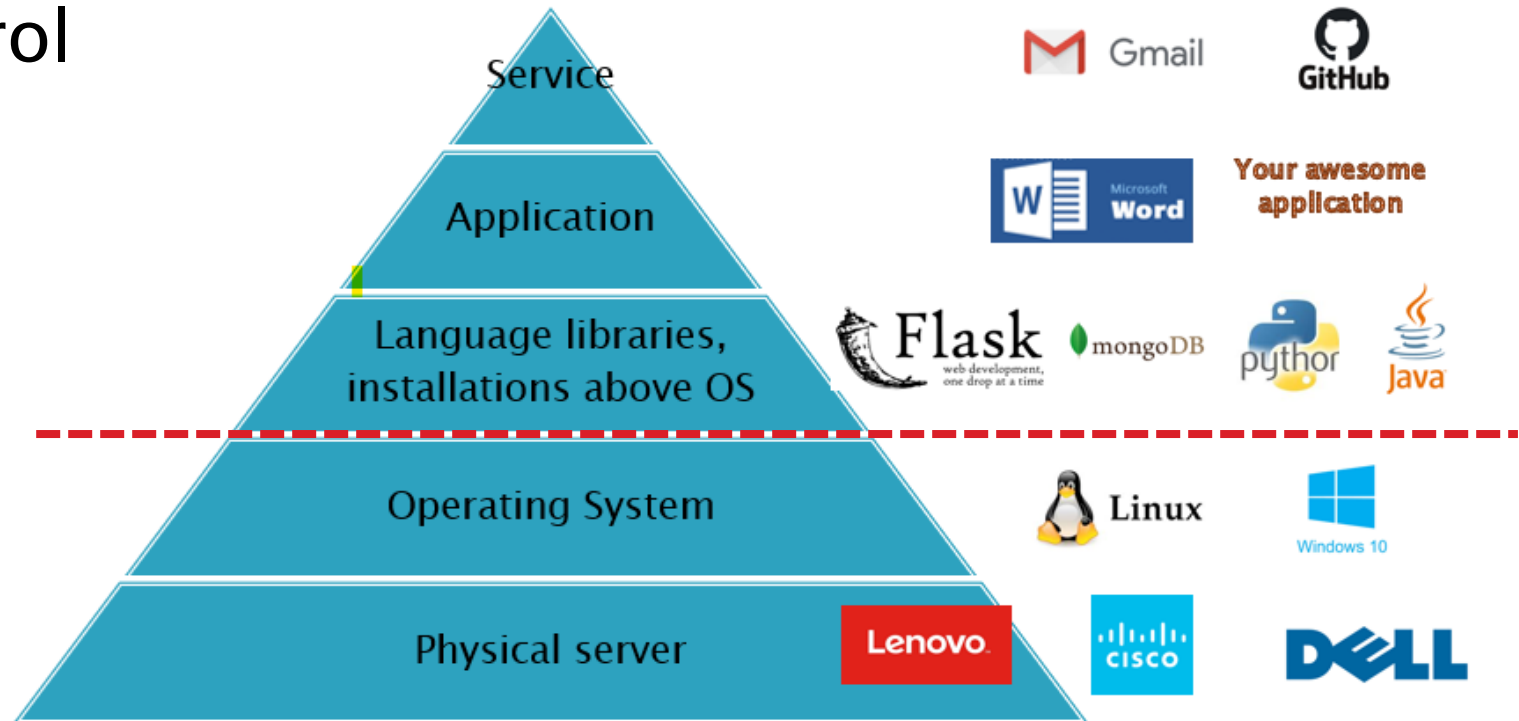 rol
Service
Gmail
GitHub
Application
W
Microsoft
Word
Your awesome
application
Language libraries,
installations above OS
Flask
web development,
one drop at a time
mongoDB
python
Java
Operating System
Linux
Windows 10
Physical server
Lenovo
CISCO
DELL